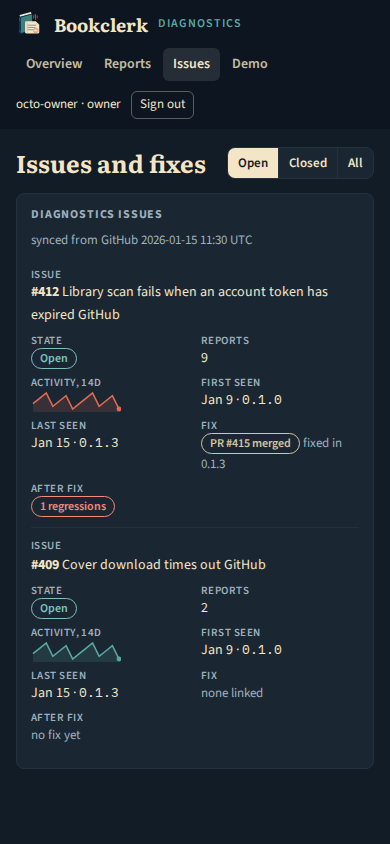 Bookclerk DIAGNOSTICS
Overview Reports Issues Demo
octo-owner · owner Sign out
Issues and fixes Open Closed All
DIAGNOSTICS ISSUES
synced from GitHub 2026-01-15 11:30 UTC
ISSUE
#412 Library scan fails when an account token has
expired GitHub
STATE REPORTS
Open 9
ACTIVITY, 14D FIRST SEEN
Jan 9 · 0.1.0
LAST SEEN FIX
Jan 15 · 0.1.3 PR #415 merged fixed in
0.1.3
AFTER FIX
1 regressions
ISSUE
#409 Cover download times out GitHub
STATE REPORTS
Open 2
ACTIVITY, 14D FIRST SEEN
Jan 9 · 0.1.0
LAST SEEN FIX
Jan 15 · 0.1.3 none linked
AFTER FIX
no fix yet